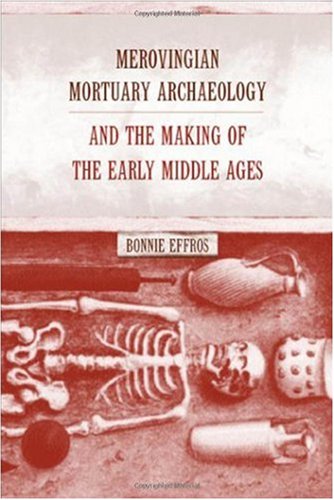 MEROVINGIAN
MORTUARY ARCHAEOLOGY
AND THE MAKING OF
THE EARLY MIDDLE AGES
BONNIE EFFROS